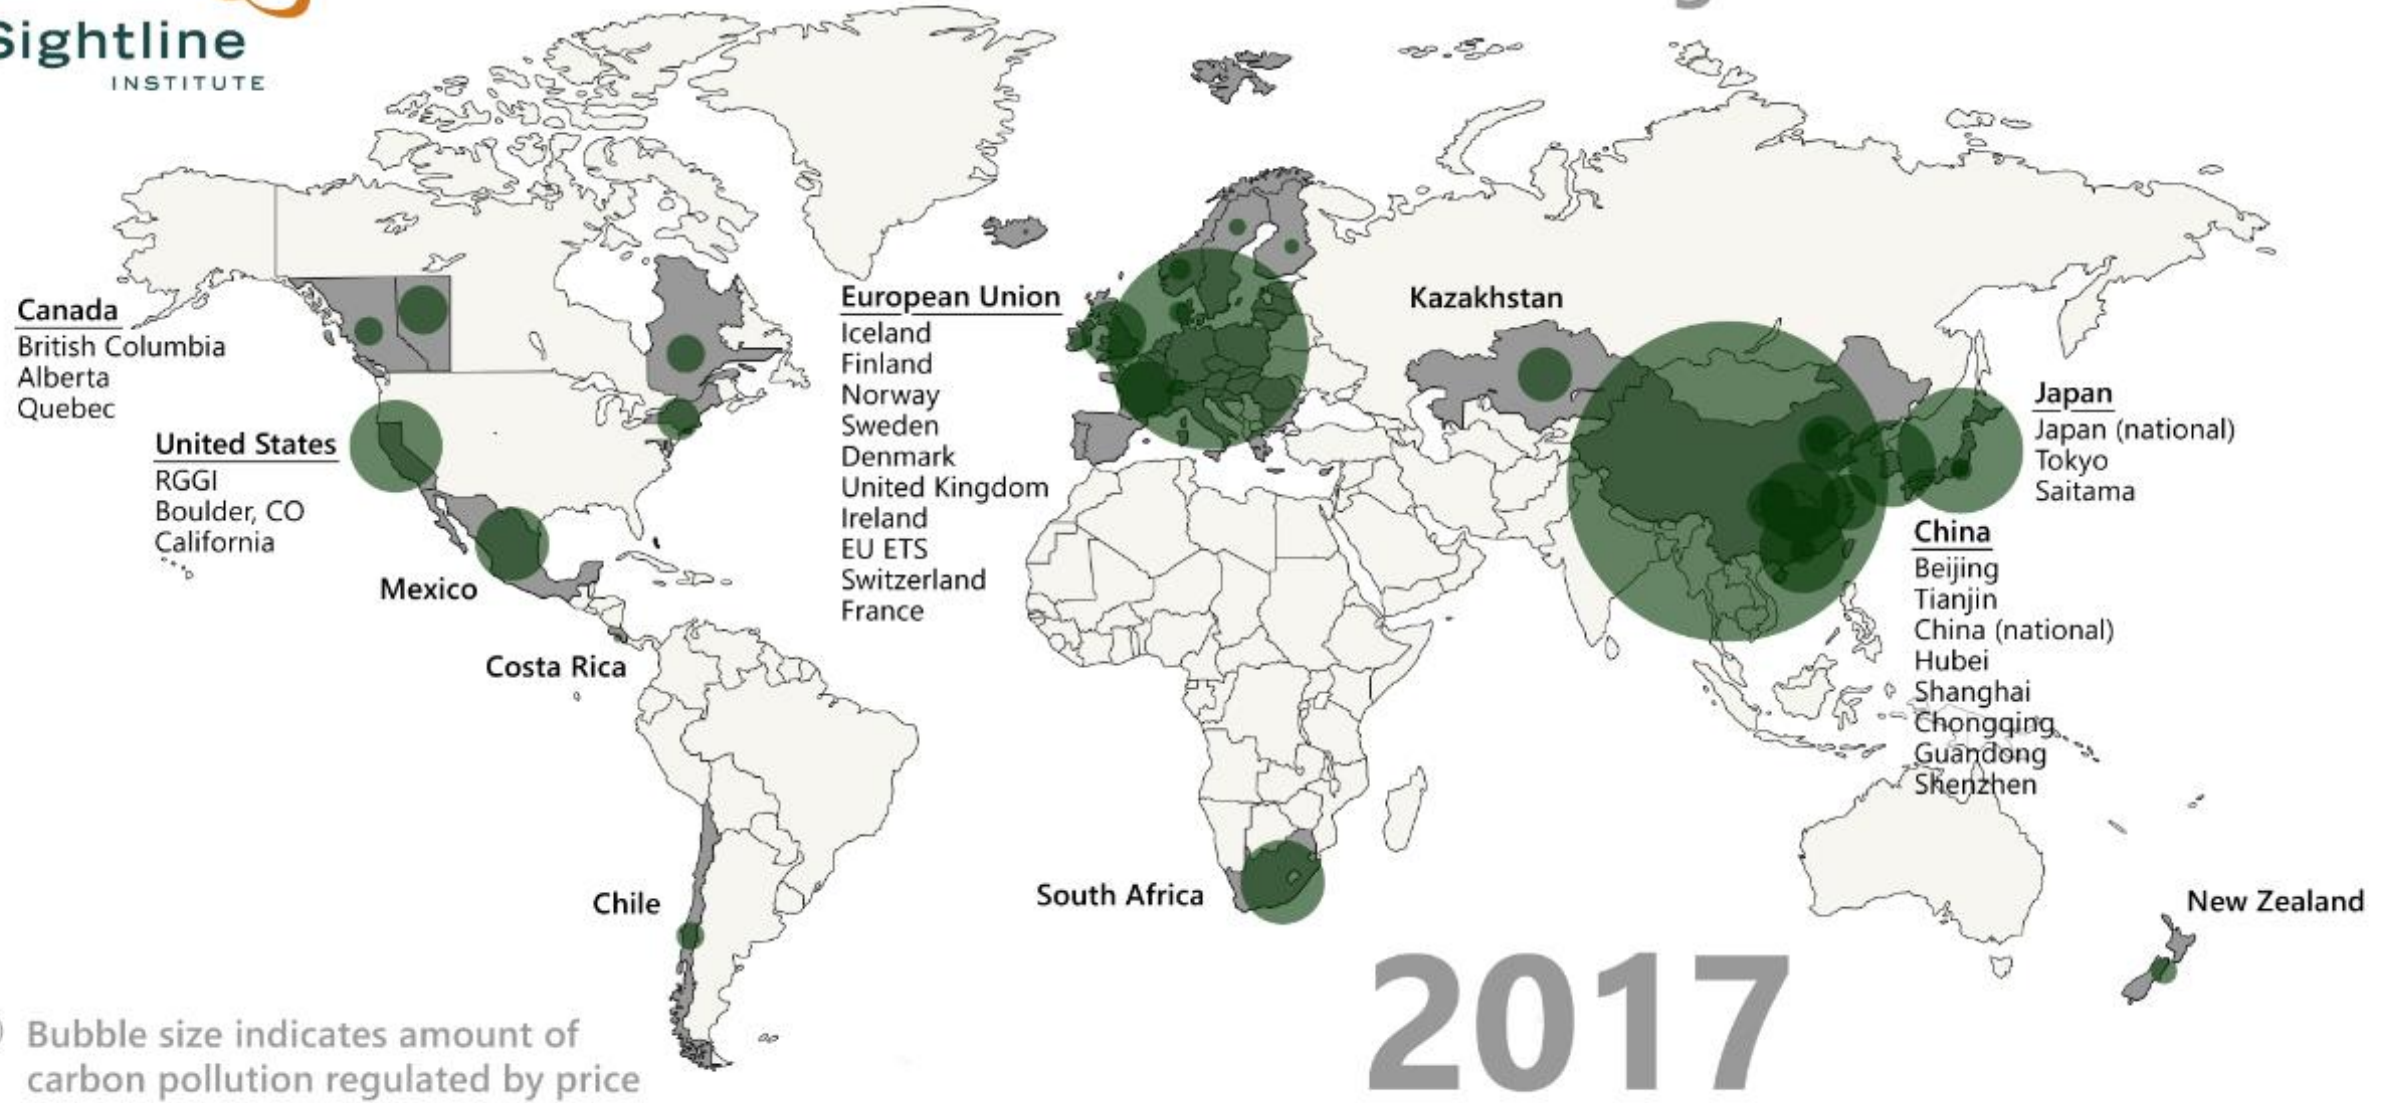 Sightline
INSTITUTE
Canada
British Columbia
Alberta
Quebec
United States
RGGI
Boulder, CO
California
Mexico
Costa Rica
Chile
European Union
Iceland
Finland
Norway
Sweden
Denmark
United Kingdom
Ireland
EU ETS
Switzerland
France
Kazakhstan
South Africa
Japan
Japan (national)
Tokyo
Saitama
China
Beijing
Tianjin
China (national)
Hubei
Shanghai
Chongqing
Guandong
Shenzhen
New Zealand
Bubble size indicates amount of
carbon pollution regulated by price
2017